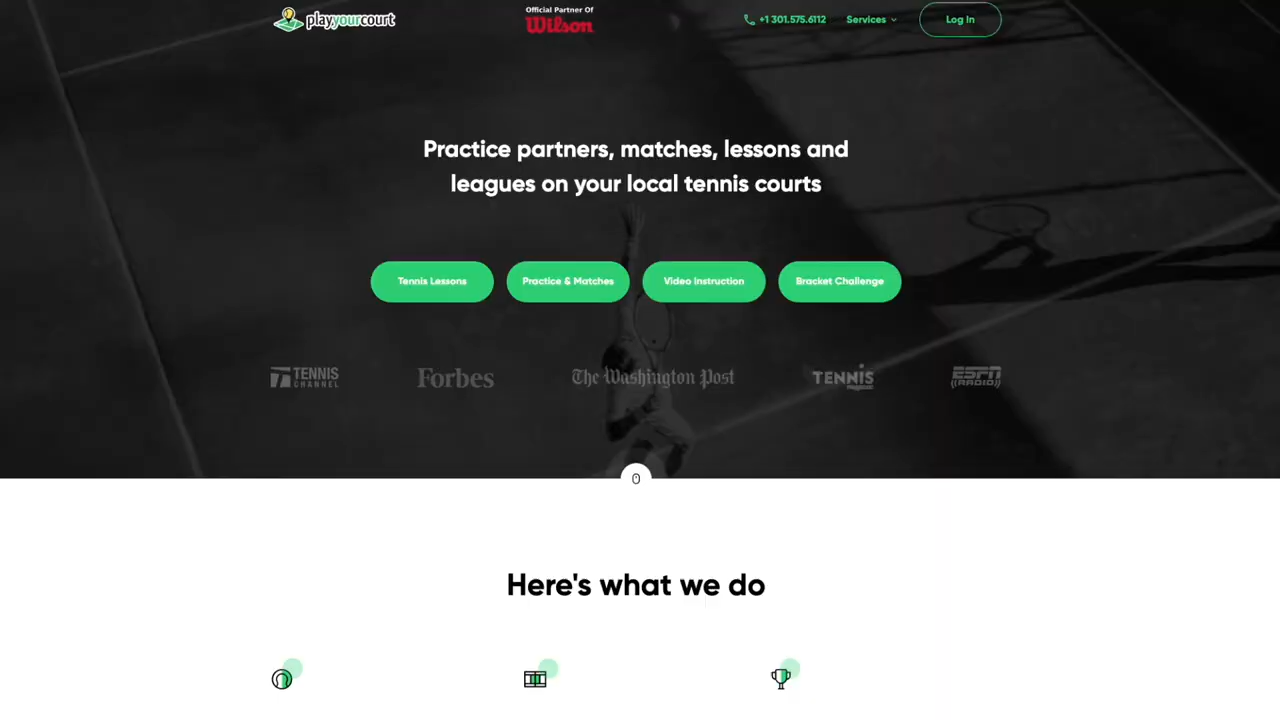 playyourcourt
Official Partner Of
Wilson
+1 301.575.6112
Services
Log In
Practice partners, matches, lessons and
leagues on your local tennis courts
Tennis Lessons
Practice & Matches
Video Instruction
Bracket Challenge
TENNIS
CHANNEL
Forbes
The Washington Post
TENNIS
ESPN
RADIO
Here's what we do